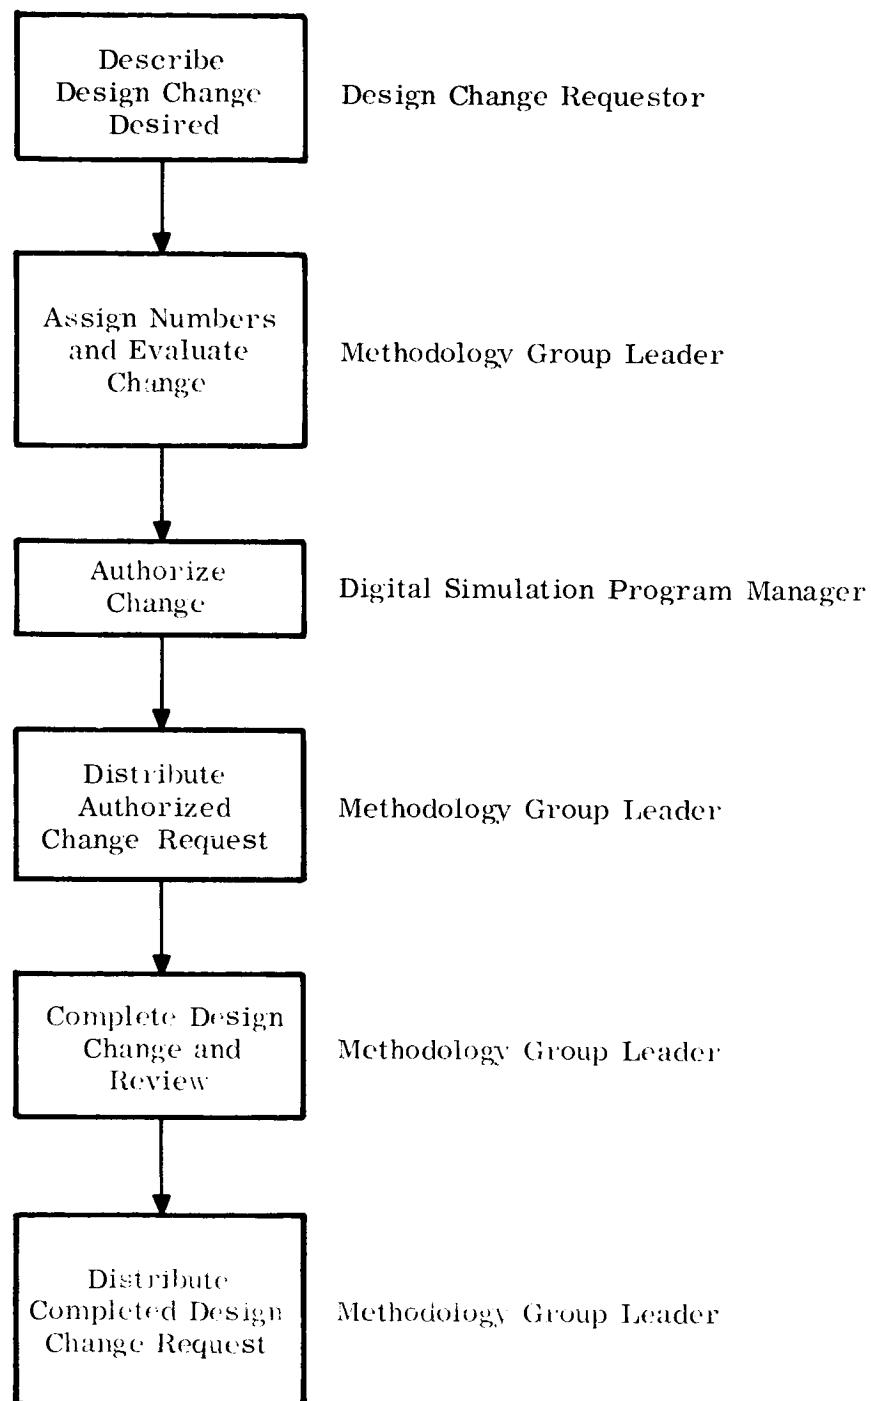 Describe
Design Change
Desired
Design Change Requestor
Assign Numbers
and Evaluate
Change
Methodology Group Leader
Authorize
Change
Digital Simulation Program Manager
Distribute
Authorized
Change Request
Methodology Group Leader
Complete Design
Change and
Review
Methodology Group Leader
Distribute
Completed Design
Change Request
Methodology Group Leader